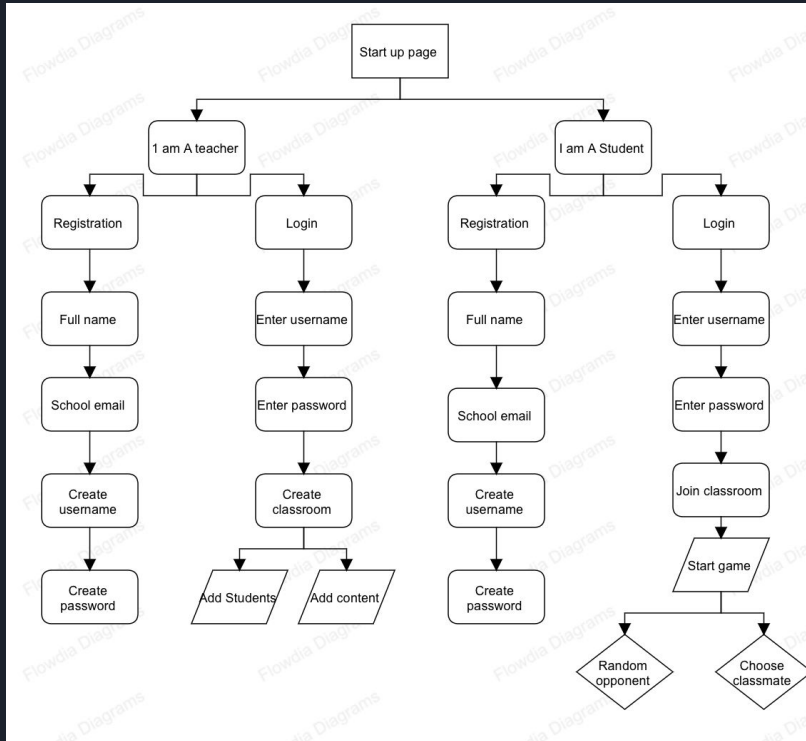 Start up page
1 am A teacher
I am A Student
Registration
Login
Registration
Login
Full name
Enter username
Full name
Enter username
School email
Enter password
School email
Enter password
Create
username
Create
classroom
Create
username
Join classroom
Create
password
Add Students
Add content
Create
password
Start game
Random
opponent
Choose
classmate
Flowdia Diagrams